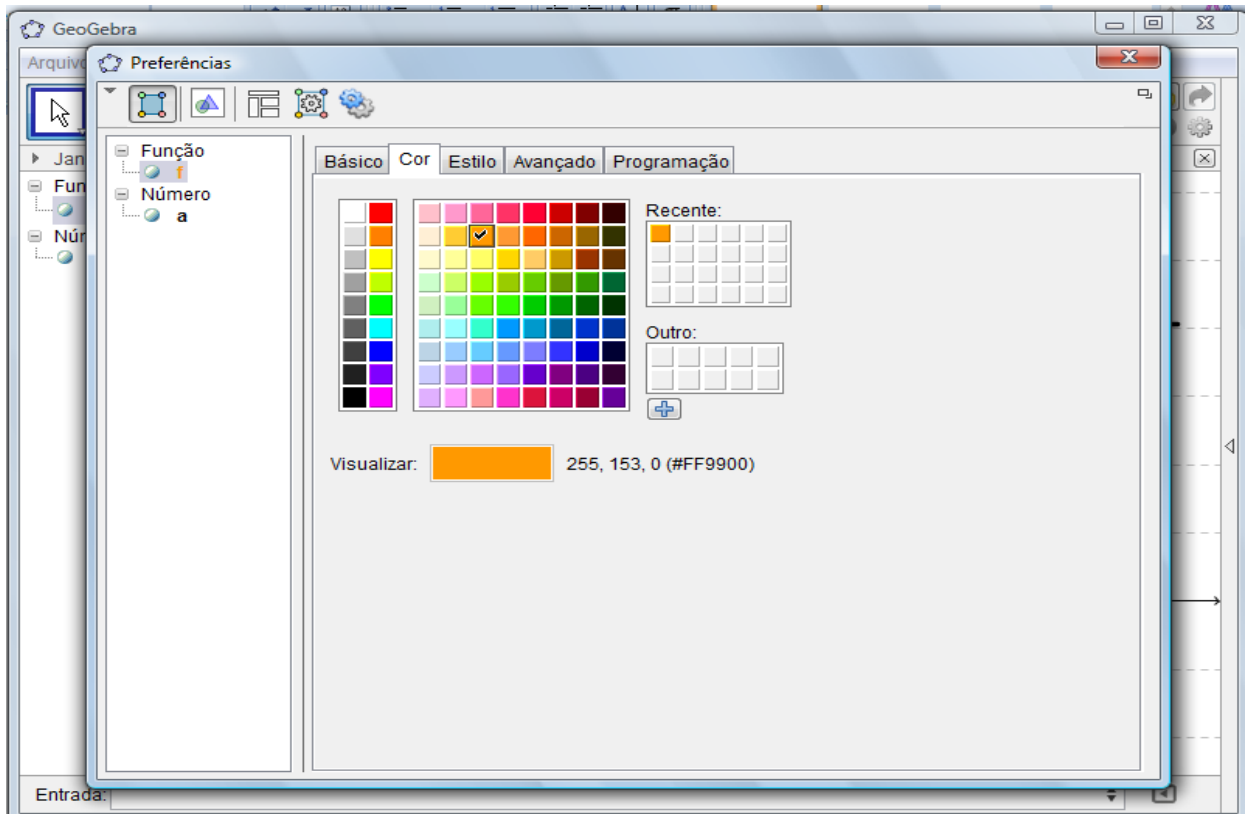 GeoGebra
Arquivo
Preferências
Jan
Fun
Núr
Função
f
Número
a
Básico Cor Estilo Avançado Programação
Recente:
Outro:
Visualizar: 255, 153, 0 (#FF9900)
Entrada: